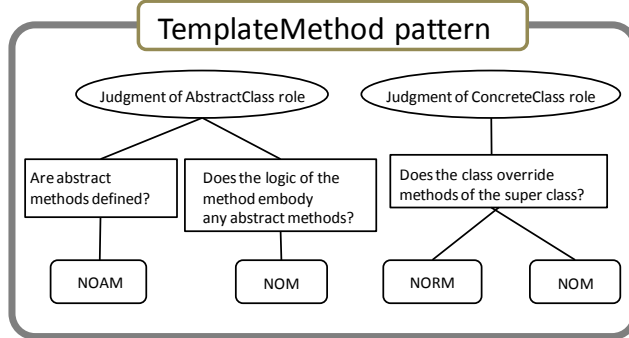 TemplateMethod pattern
Judgment of AbstractClass role
Judgment of ConcreteClass role
Are abstract
methods defined?
Does the logic of the
method embody
any abstract methods?
Does the class override
methods of the super class?
NOAM
NOM
NORM
NOM